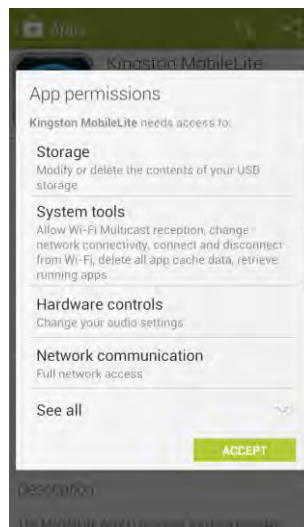 Apps
Kingston MobileLite
App permissions
Kingston MobileLite needs access to:
Storage
Modify or delete the contents of your USB
storage
System tools
Allow Wi-Fi Multicast reception, change
network connectivity, connect and disconnect
from Wi-Fi, delete all app cache data, retrieve
running apps
Hardware controls
Change your audio settings
Network communication
Full network access
See all
ACCEPT
Description